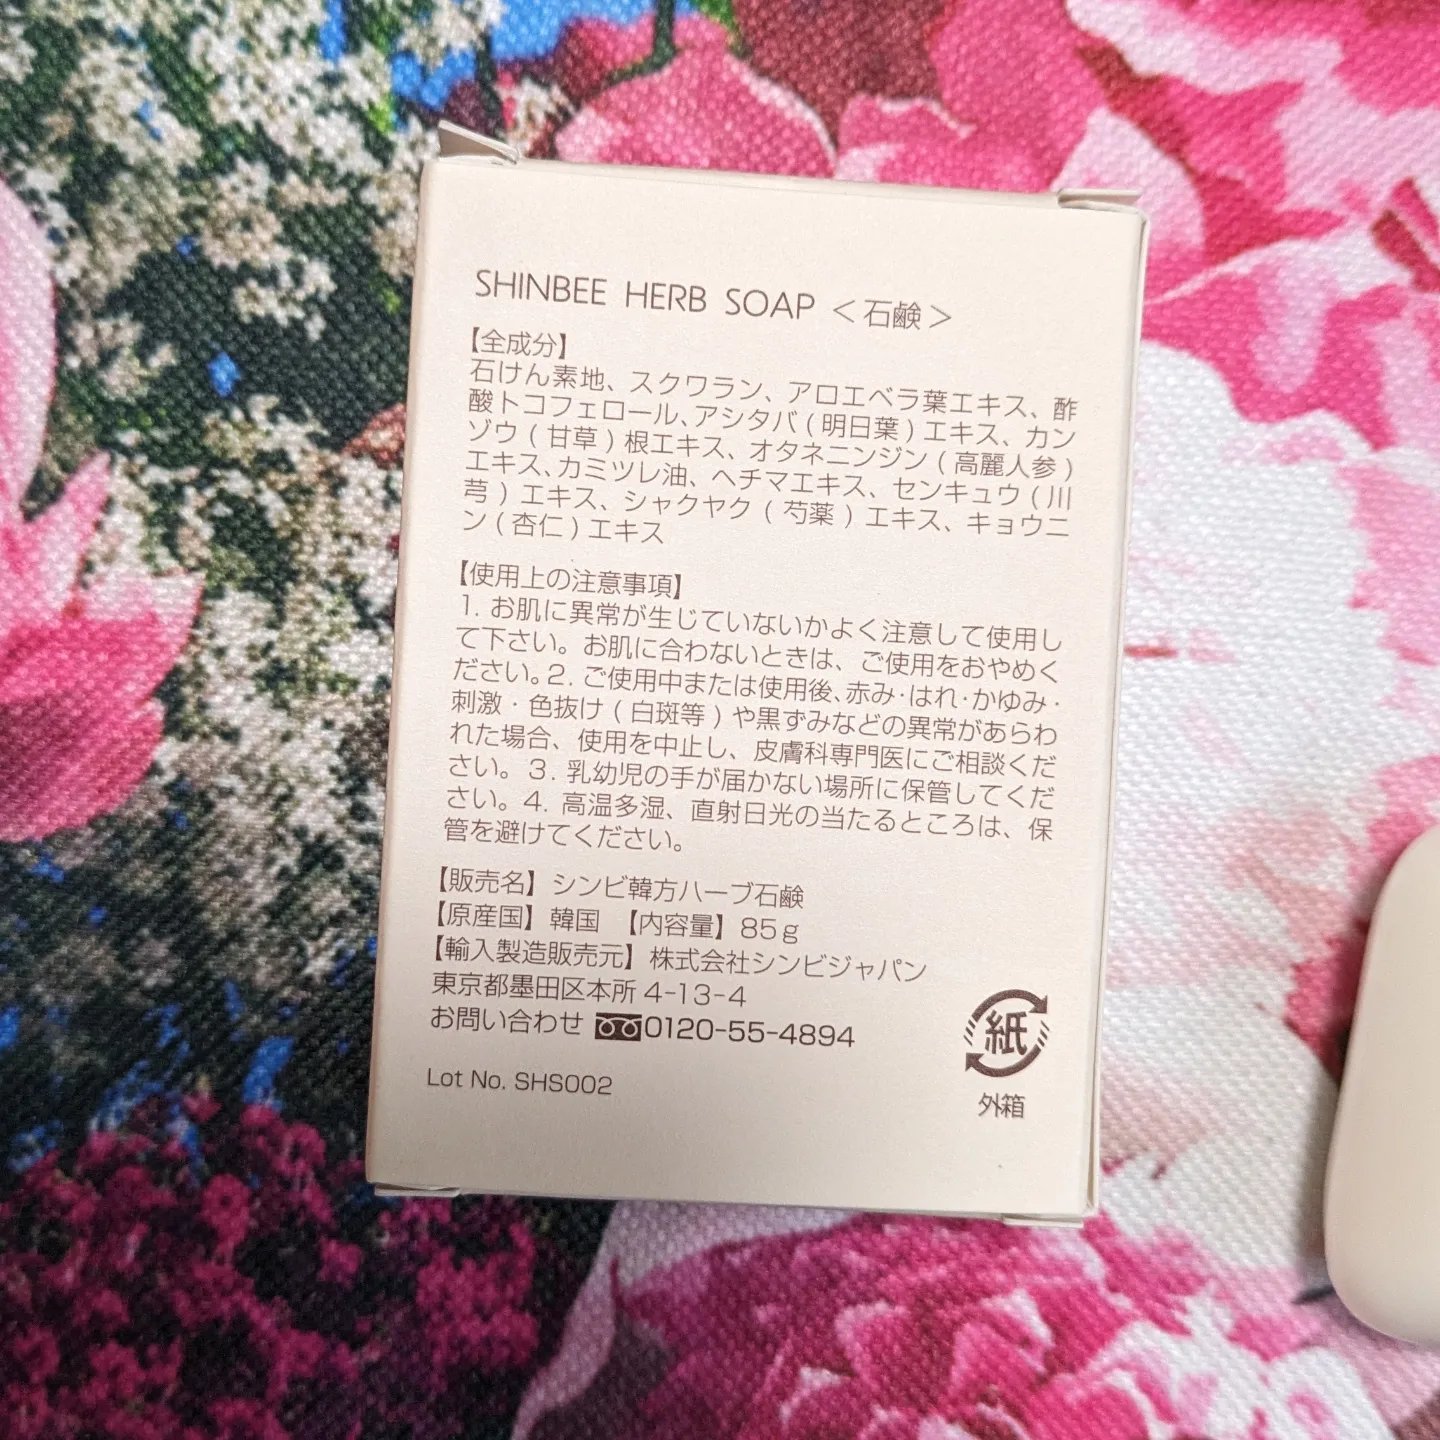 SHINBEE HERB SOAP <石鹸>
【全成分】
石けん素地、スクワラン、アロエベラ葉エキス、酢
酸トコフェロール、アシタバ(明日葉)エキス、カン
ゾウ(甘草)根エキス、オタネニンジン(高麗人参)
エキス、カミツレ油、ヘチマエキス、センキュウ(川
芎)エキス、シャクヤク(芍薬)エキス、キョウニ
ン(杏仁)エキス
【使用上の注意事項】
1. お肌に異常が生じていないかよく注意して使用し
て下さい。お肌に合わないときは、ご使用をおやめく
ださい。2. ご使用中または使用後、赤み・はれ・かゆみ・
刺激・色抜け(白斑等)や黒ずみなどの異常があらわ
れた場合、使用を中止し、皮膚科専門医にご相談くだ
さい。3. 乳幼児の手が届かない場所に保管してくだ
さい。4. 高温多湿、直射日光の当たるところは、保
管を避けてください。
【販売名】シンビ韓方ハーブ石鹸
【原産国】韓国 【内容量】85g
【輸入製造販売元】株式会社シンビジャパン
東京都墨田区本所 4-13-4
お問い合わせ 0120-55-4894
Lot No. SHS002
紙
外箱